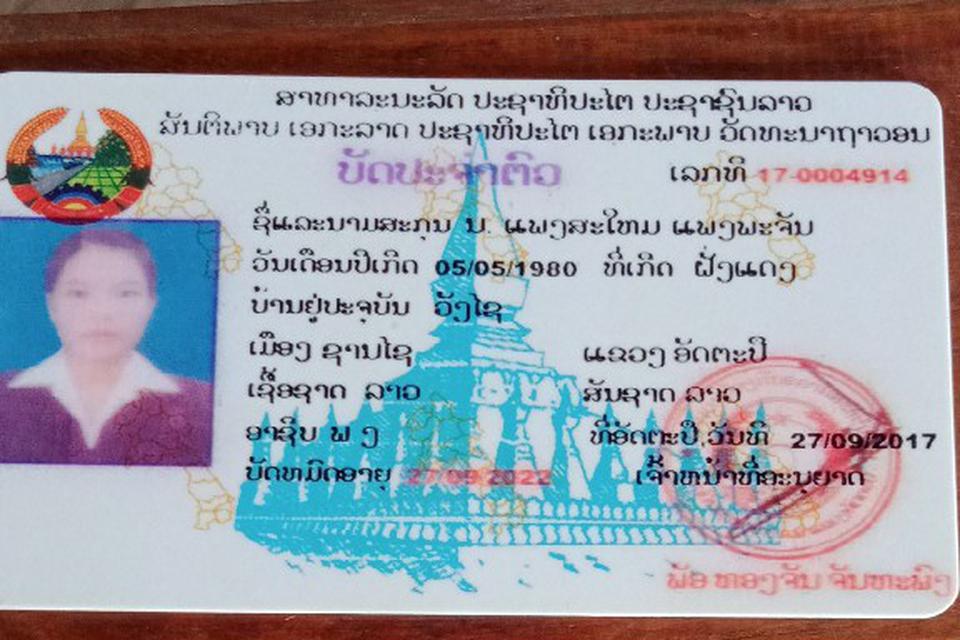 ສາທາລະນະລັດ ປະຊາທິປະໄຕ ປະຊາຊົນລາວ
ສັນຕິພາບ ເອກະລາດ ປະຊາທິປະໄຕ ເອກະພາບ ວັດທະນາຖາວອນ
ບັດປະຈຳຕົວ ເລກທິ 17-0004914
ຊື່ແລະນາມສະກຸນ ນ. ແພງສະໃຫມ ແພງພະຈັນ
ວັນເດືອນປີເກີດ 05/05/1980 ທີ່ເກີດ ຝັ່ງແດງ
ບ້ານຢູ່ປະຈຸບັນ ວັງໄຊ
ເມືອງ ຊານໄຊ ແຂວງ ອັດຕະປື
ເຊື້ອຊາດ ລາວ ສັນຊາດ ລາວ
ອາຊິບ ພ ງ ທີ່ອັດຕະປື,ວັນທິ 27/09/2017
ບັດຫມົດອາຍຸ 27/09/2022 ເຈົ້າຫນ້າທີ່ອະນຸຍາດ
ພັອ ທອງຈັນ ຈັນທະພົງ